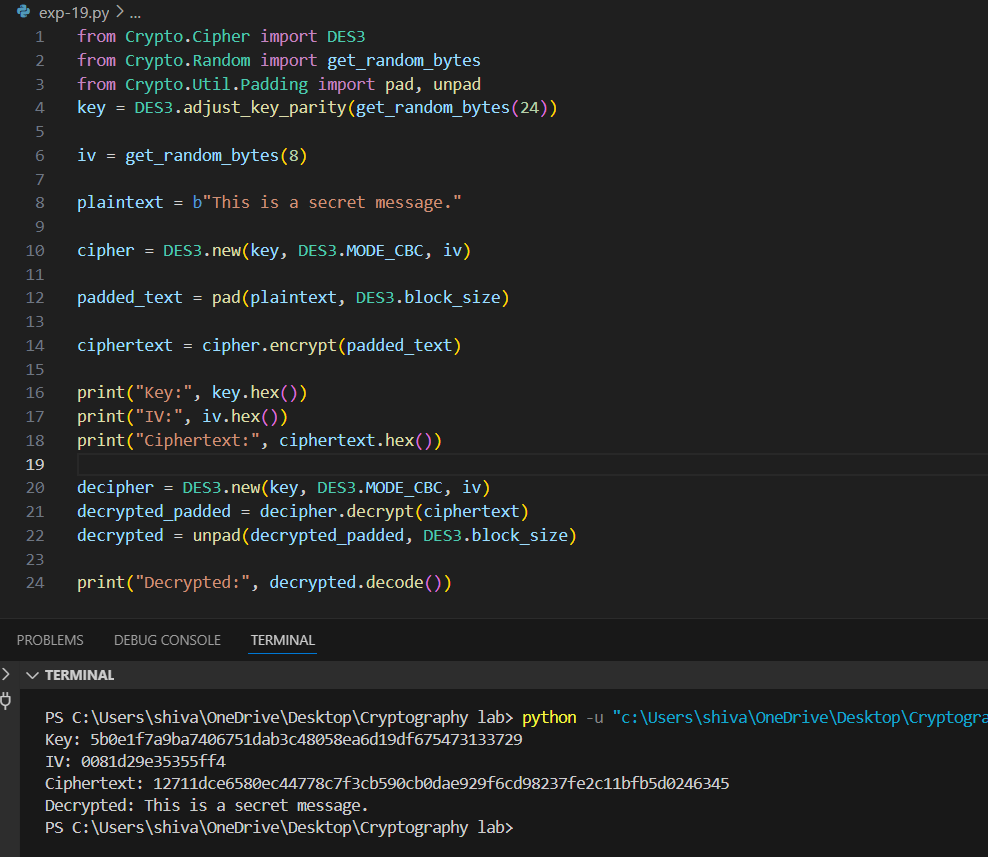 exp-19.py > ...
1 from Crypto.Cipher import DES3
2 from Crypto.Random import get_random_bytes
3 from Crypto.Util.Padding import pad, unpad
4 key = DES3.adjust_key_parity(get_random_bytes(24))
5
6 iv = get_random_bytes(8)
7
8 plaintext = b"This is a secret message."
9
10 cipher = DES3.new(key, DES3.MODE_CBC, iv)
11
12 padded_text = pad(plaintext, DES3.block_size)
13
14 ciphertext = cipher.encrypt(padded_text)
15
16 print("Key:", key.hex())
17 print("IV:", iv.hex())
18 print("Ciphertext:", ciphertext.hex())
19
20 decipher = DES3.new(key, DES3.MODE_CBC, iv)
21 decrypted_padded = decipher.decrypt(ciphertext)
22 decrypted = unpad(decrypted_padded, DES3.block_size)
23
24 print("Decrypted:", decrypted.decode())
PROBLEMS DEBUG CONSOLE TERMINAL
TERMINAL
PS C:\Users\shiva\OneDrive\Desktop\Cryptography lab> python -u "c:\Users\shiva\OneDrive\Desktop\Cryptogra
Key: 5b0e1f7a9ba7406751dab3c48058ea6d19df675473133729
IV: 0081d29e35355ff4
Ciphertext: 12711dce6580ec44778c7f3cb590cb0dae929f6cd98237fe2c11bfb5d0246345
Decrypted: This is a secret message.
PS C:\Users\shiva\OneDrive\Desktop\Cryptography lab>